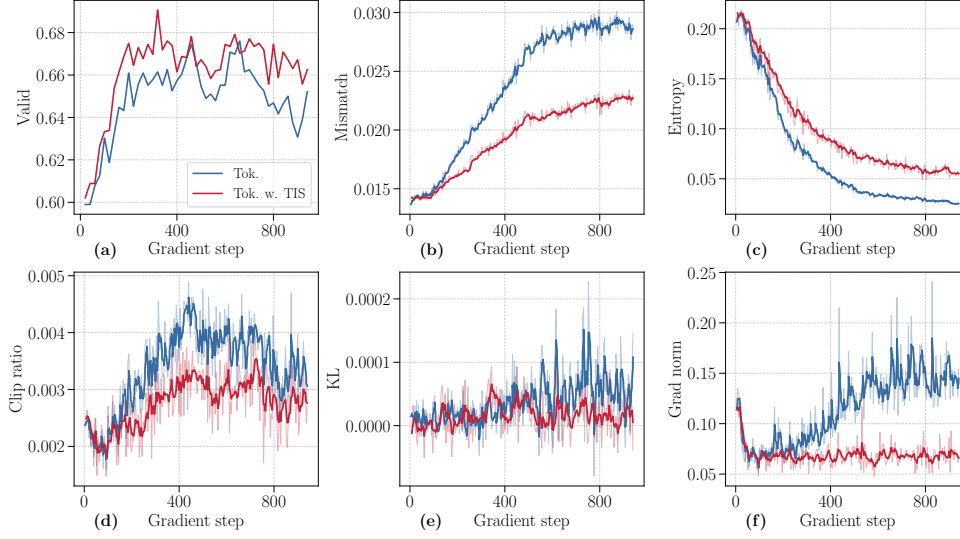 Valid
0.68
0.66
0.64
0.62
0.60
Tok.
Tok. w. TIS
0 400 800
(a) Gradient step
Mismatch
0.030
0.025
0.020
0.015
0 400 800
(b) Gradient step
Entropy
0.20
0.15
0.10
0.05
0 400 800
(c) Gradient step
Clip ratio
0.005
0.004
0.003
0.002
0 400 800
(d) Gradient step
KL
0.0002
0.0001
0.0000
0 400 800
(e) Gradient step
Grad norm
0.25
0.20
0.15
0.10
0.05
0 400 800
(f) Gradient step